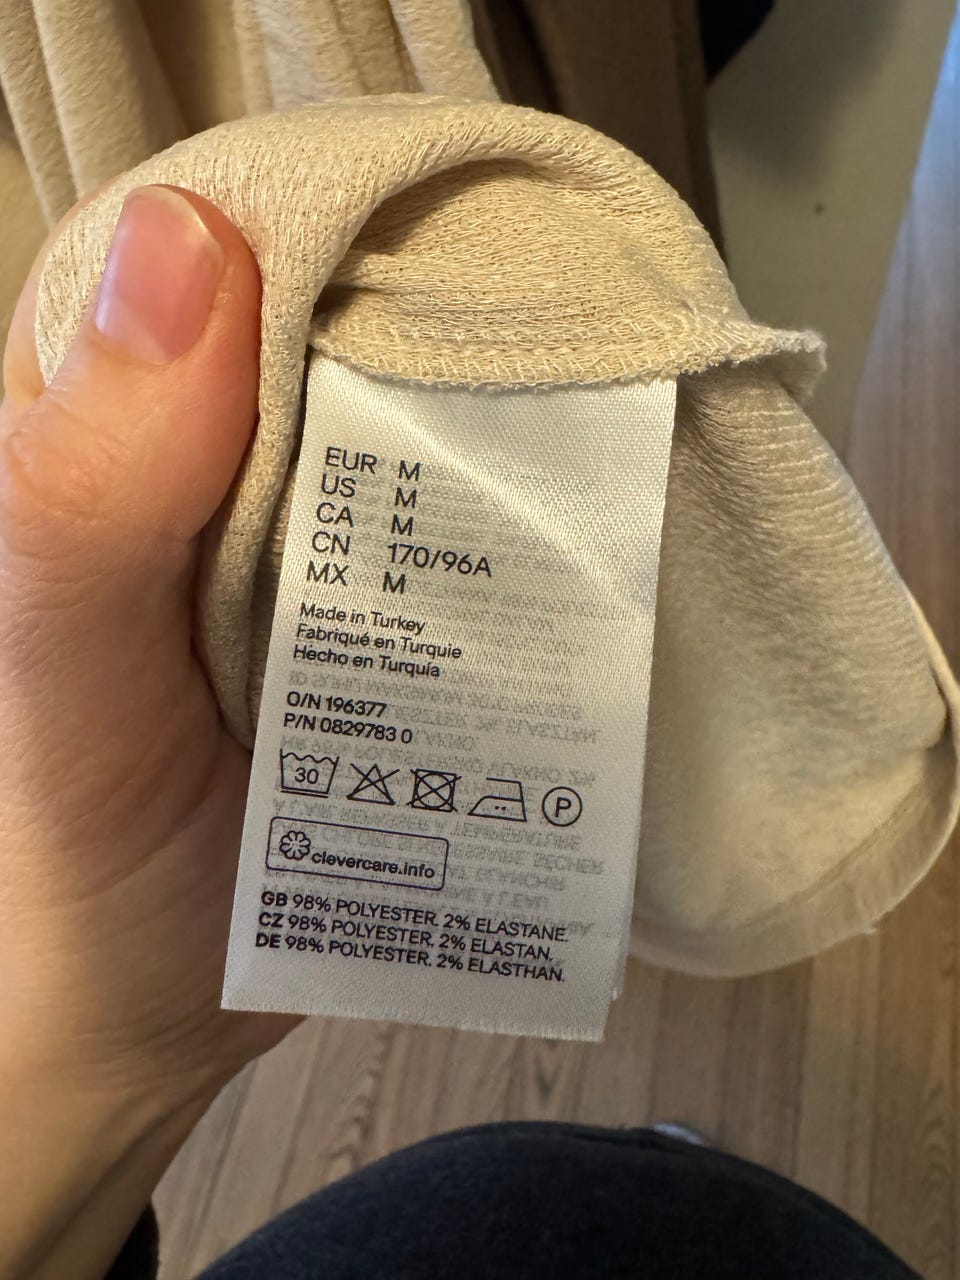 EUR M
US M
CA M
CN 170/96A
MX M
Made in Turkey
Fabriqué en Turquie
Hecho en Turquía
O/N 196377
P/N 0829783 0
30
P
clevercare.info
GB 98% POLYESTER. 2% ELASTANE.
CZ 98% POLYESTER. 2% ELASTAN.
DE 98% POLYESTER. 2% ELASTHAN.